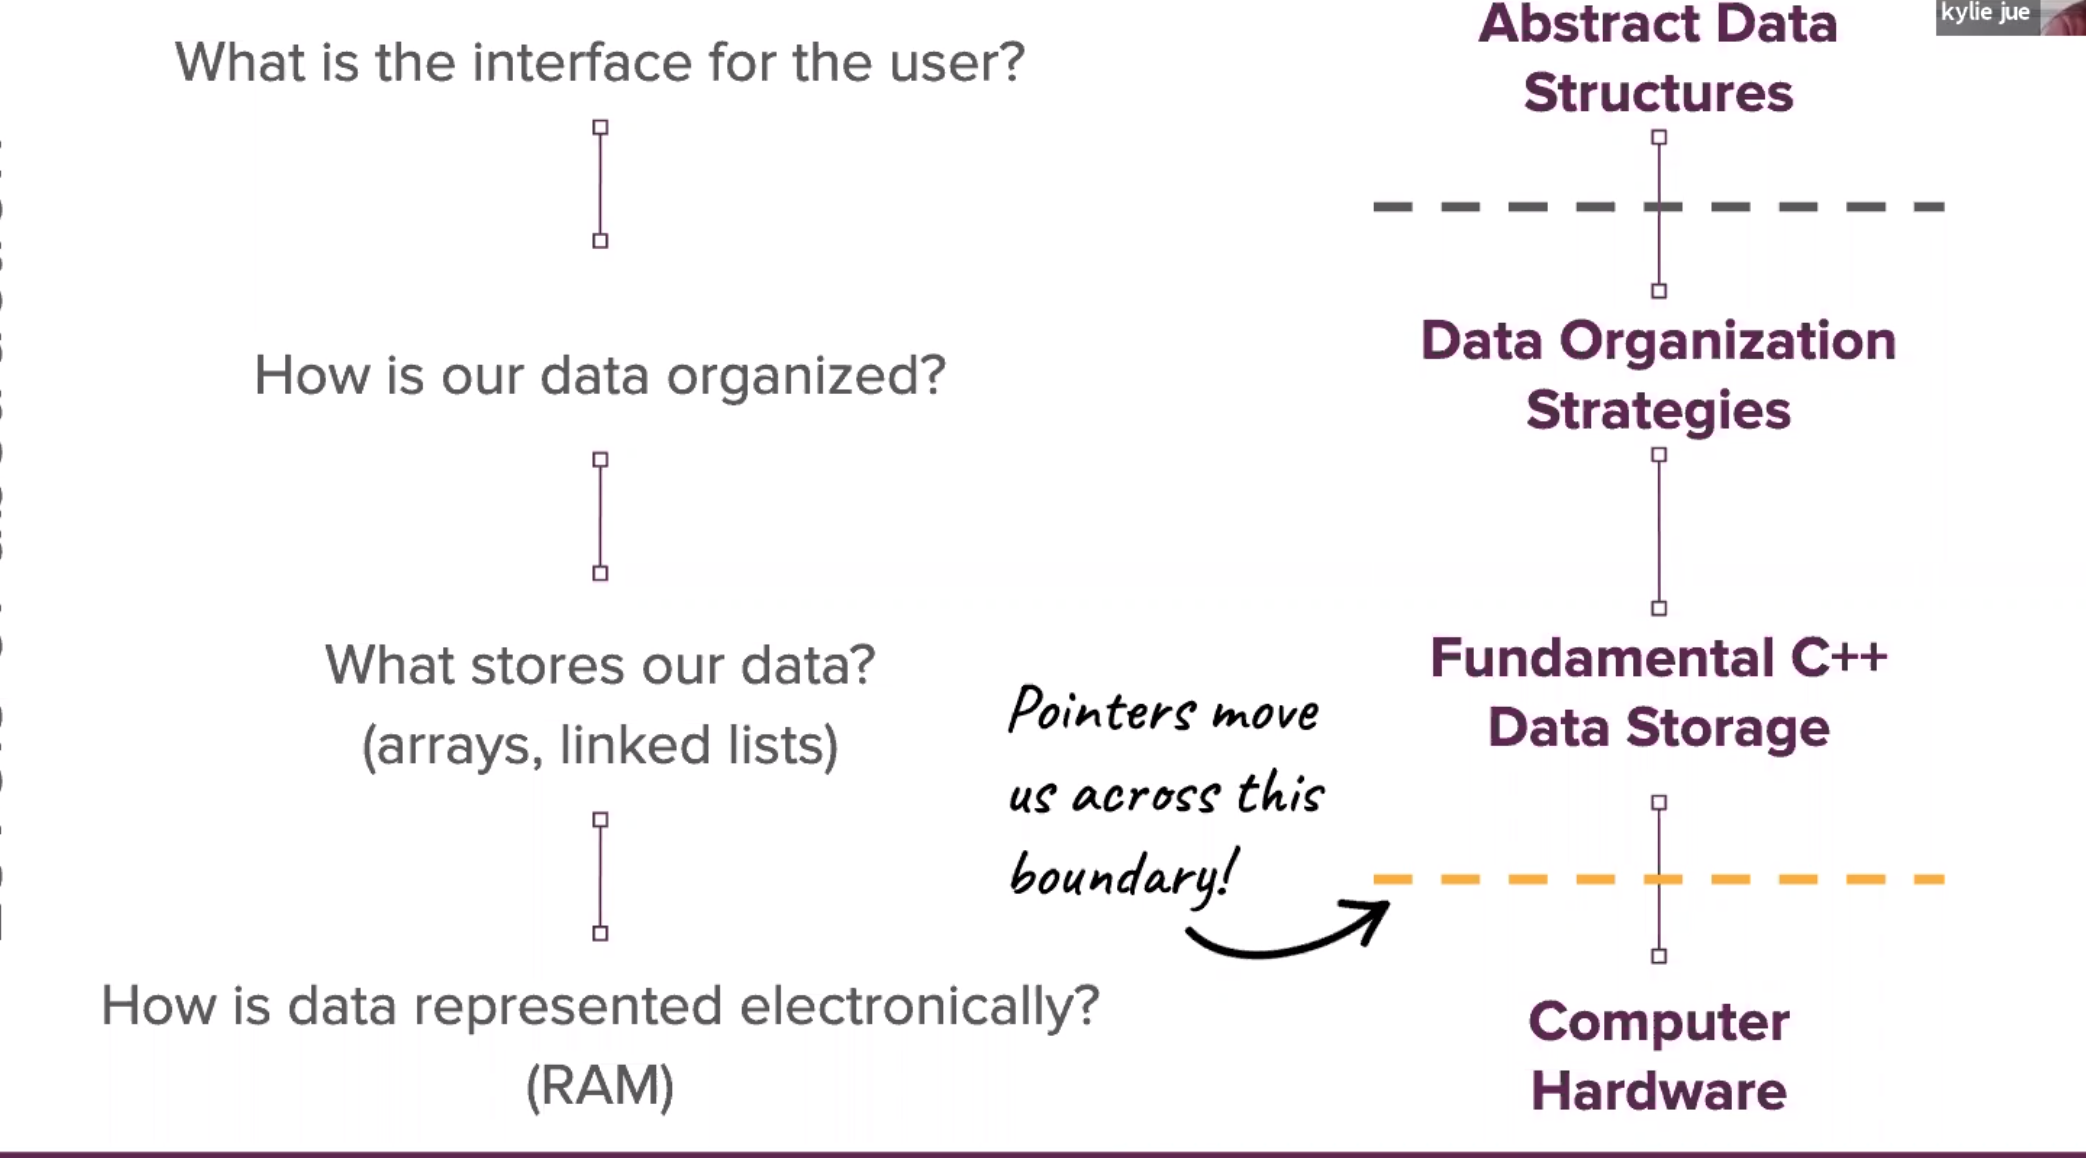 What is the interface for the user?
Abstract Data
Structures
kylie jue
How is our data organized?
Data Organization
Strategies
What stores our data?
(arrays, linked lists)
Pointers move
us across this
boundary!
Fundamental C++
Data Storage
How is data represented electronically?
(RAM)
Computer
Hardware